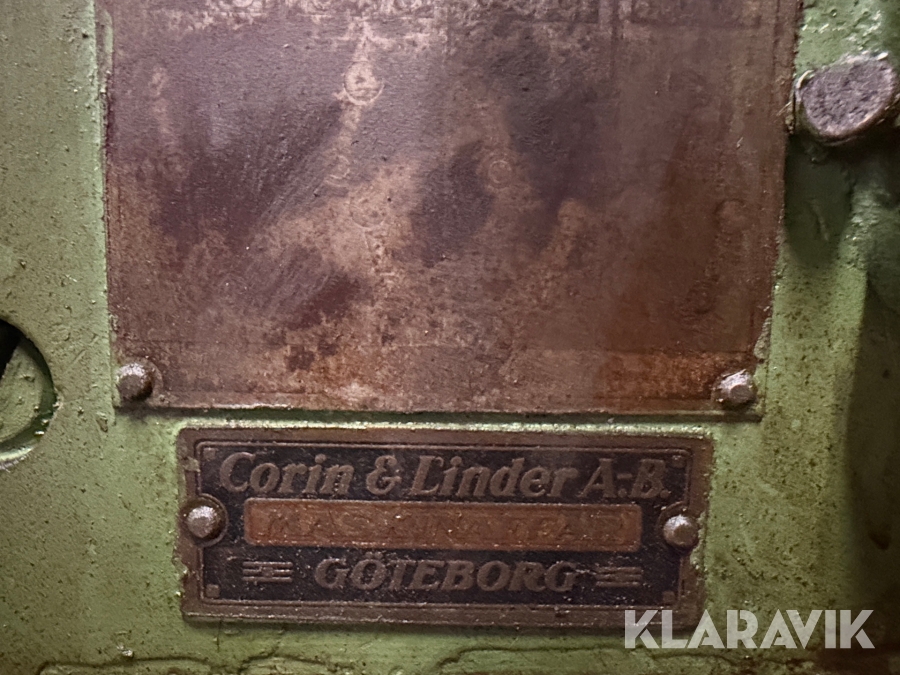 Corin & Linder A.-B.
GÖTEBORG
KLARAVIK